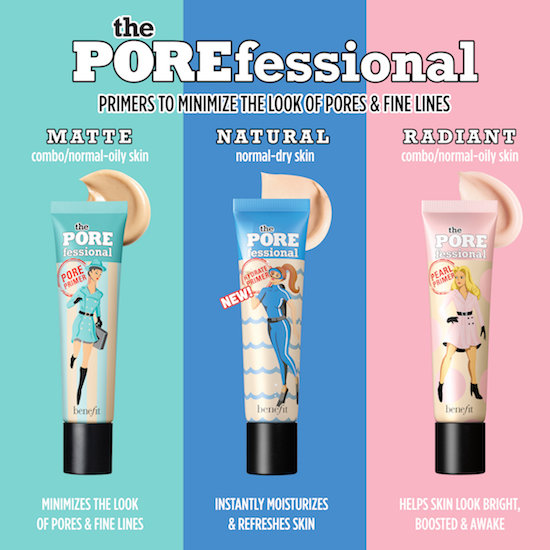 the
POREfessional
PRIMERS TO MINIMIZE THE LOOK OF PORES & FINE LINES
MATTE
combo/normal-oily skin
the
PORE
fessional
PORE
PRIMER
benefit
MINIMIZES THE LOOK
OF PORES & FINE LINES
NATURAL
normal-dry skin
the
PORE
fessional
HYDRATE
PRIMER
NEW!
benefit
INSTANTLY MOISTURIZES
& REFRESHES SKIN
RADIANT
combo/normal-oily skin
the
PORE
fessional
PEARL
PRIMER
benefit
HELPS SKIN LOOK BRIGHT,
BOOSTED & AWAKE